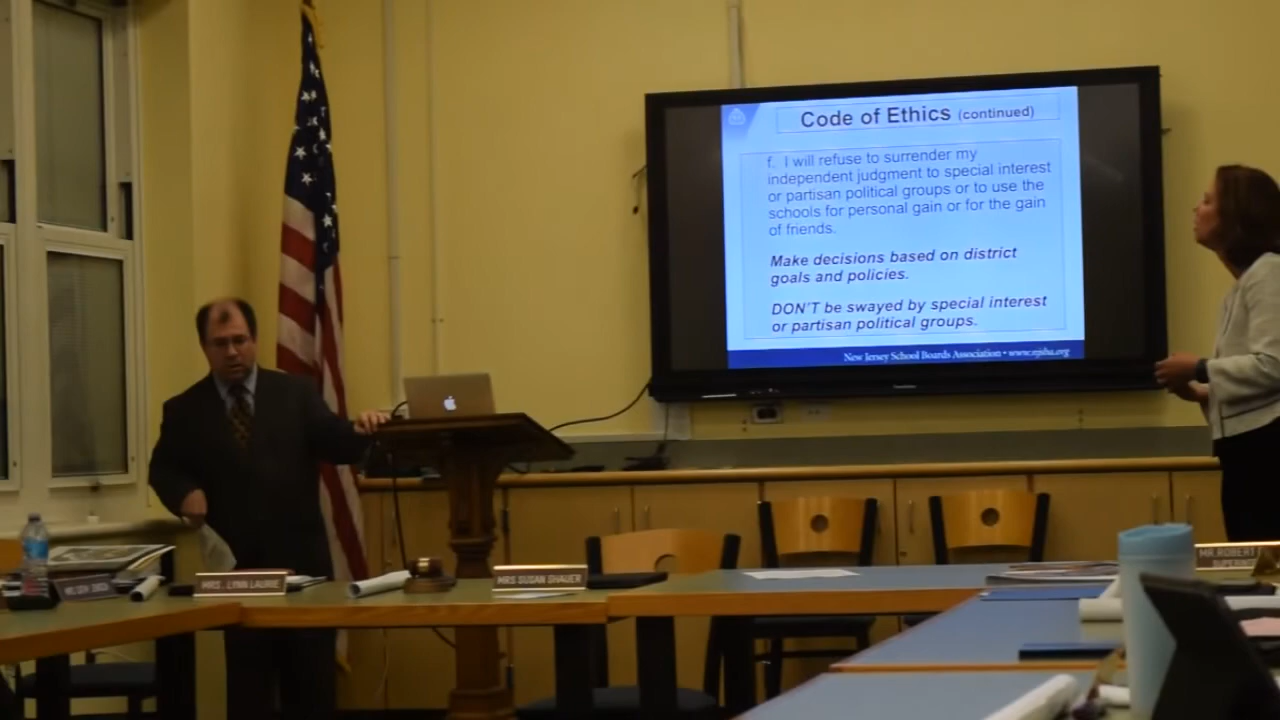 Code of Ethics (continued)
f. I will refuse to surrender my
independent judgment to special interest
or partisan political groups or to use the
schools for personal gain or for the gain
of friends.
Make decisions based on district
goals and policies.
DON'T be swayed by special interest
or partisan political groups.
New Jersey School Boards Association • www.njsba.org
MRS. LYNN LAURIE
MRS SUSAN
MR. ROBERT